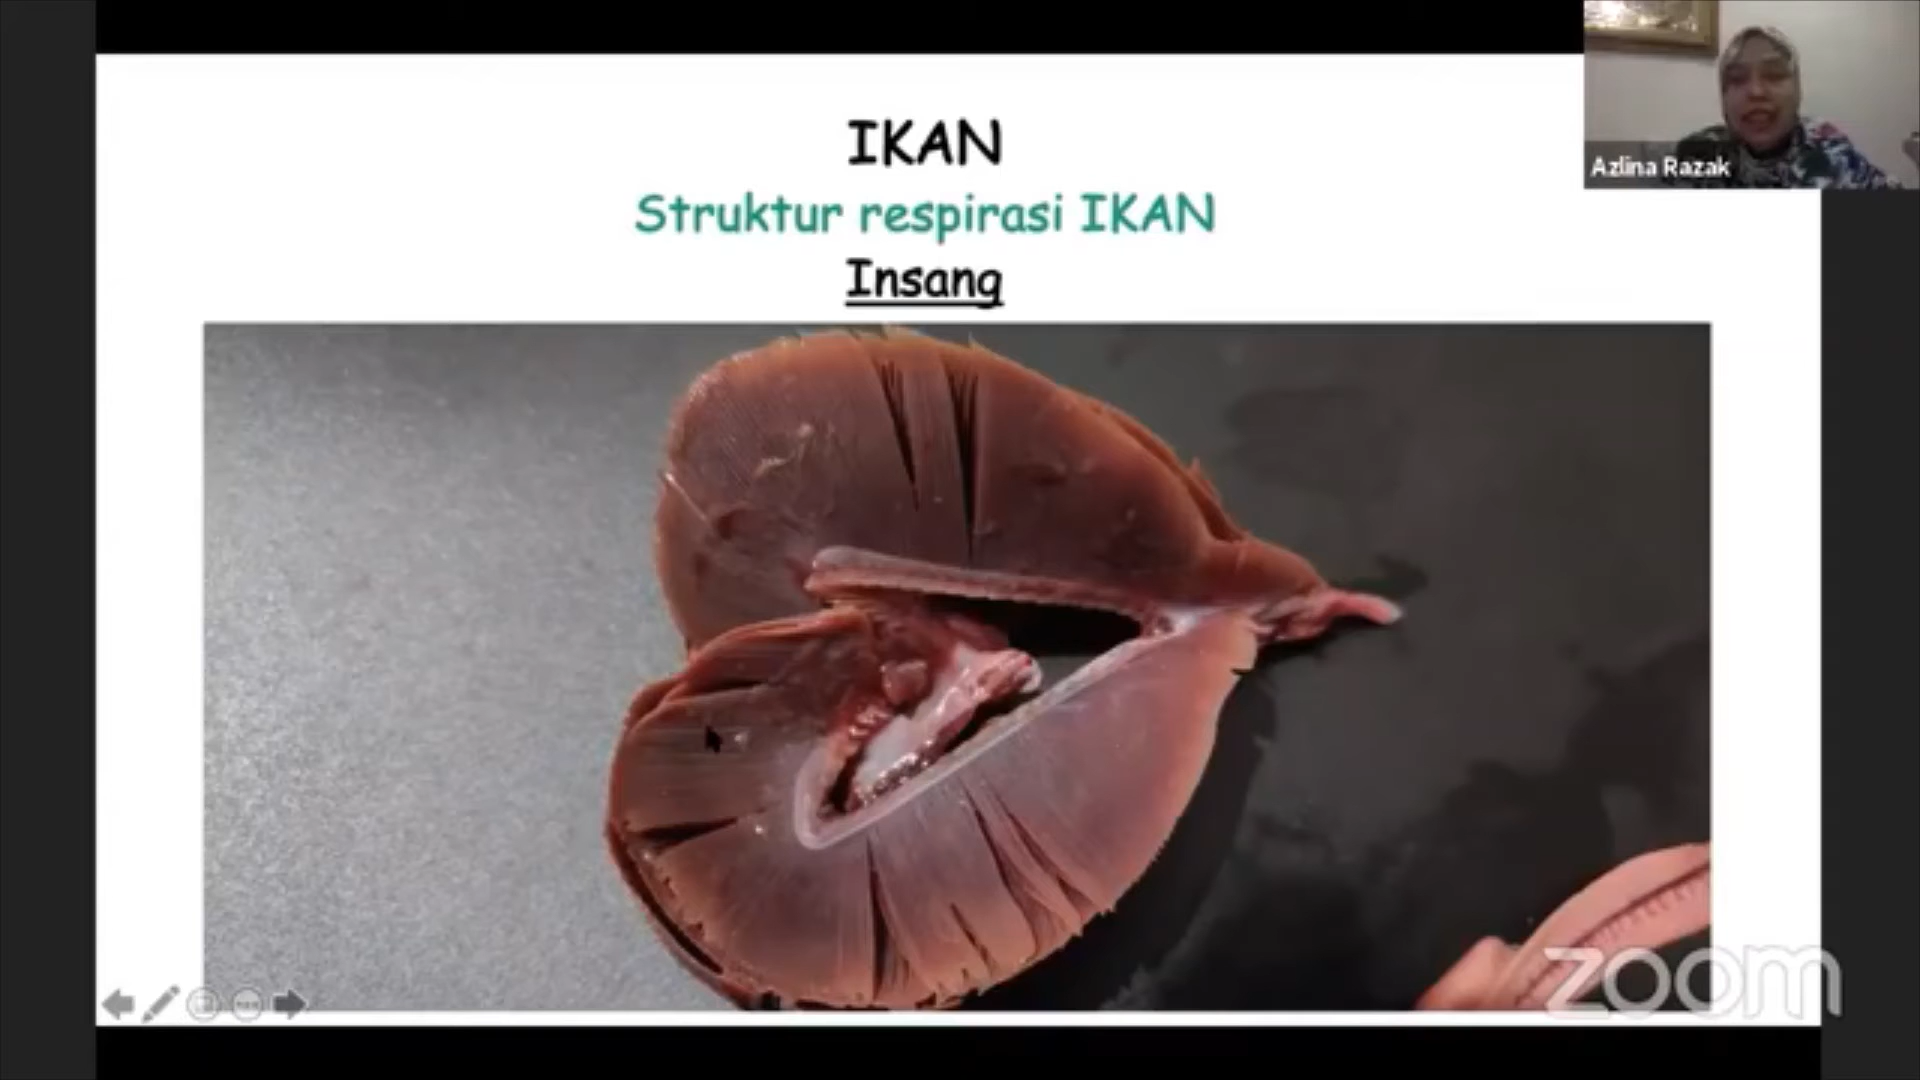 IKAN
Struktur respirasi IKAN
Insang
Azlina Razak
zoom